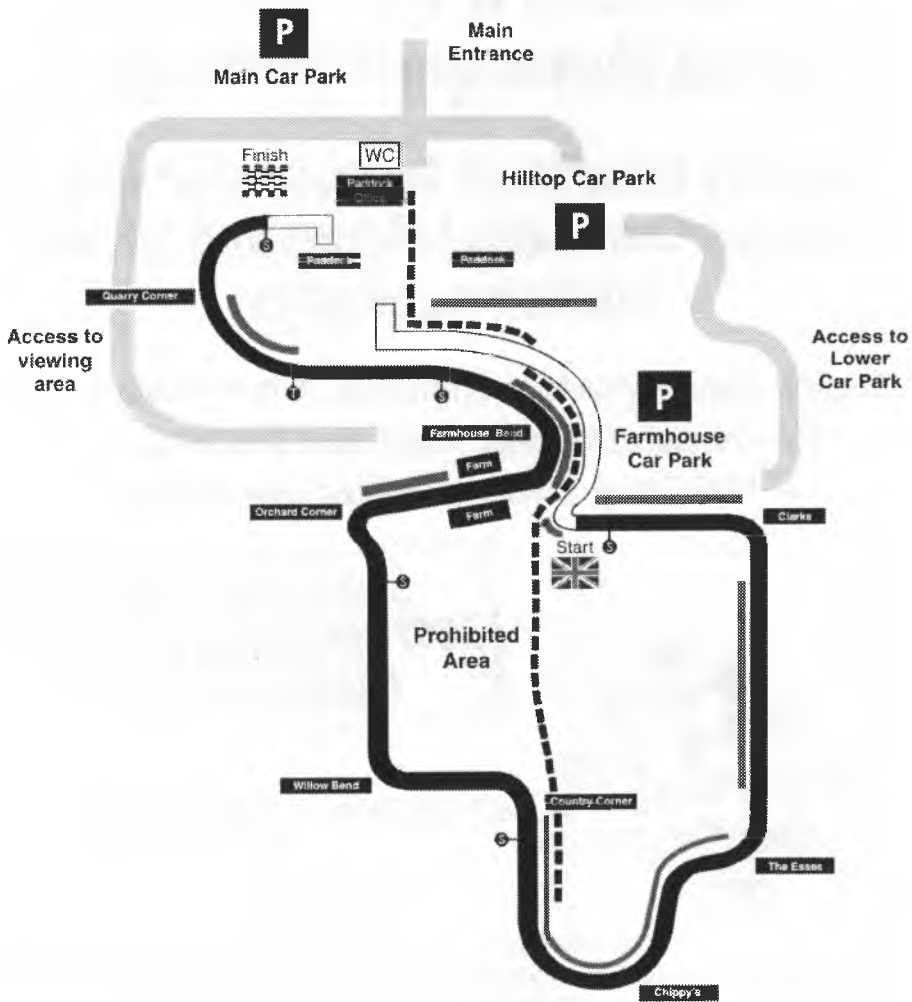 P
Main Car Park
Main
Entrance
Finish
WC
Paddock
Office
Hilltop Car Park
P
S
Paddock
Paddock
Quarry Corner
Access to
viewing
area
Access to
Lower
Car Park
T
S
P
Farmhouse
Car Park
Farmhouse Bend
Farm
Orchard Corner
Farm
Clarks
Start
S
S
Prohibited
Area
Willow Bend
Country Corner
S
The Esses
Chippy's